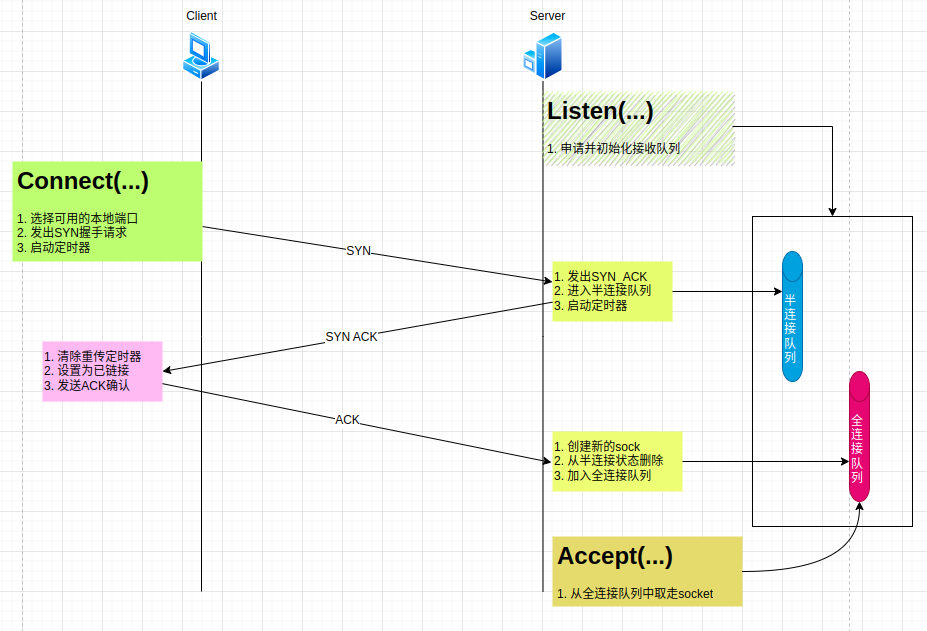 Client
Server
Listen(...)
1. 申请并初始化接收队列
Connect(...)
1. 选择可用的本地端口
2. 发出SYN握手请求
3. 启动定时器
SYN
1. 发出SYN_ACK
2. 进入半连接队列
3. 启动定时器
半连接队列
SYN ACK
1. 清除重传定时器
2. 设置为已链接
3. 发送ACK确认
ACK
1. 创建新的sock
2. 从半连接状态删除
3. 加入全连接队列
全连接队列
Accept(...)
1. 从全连接队列中取走socket